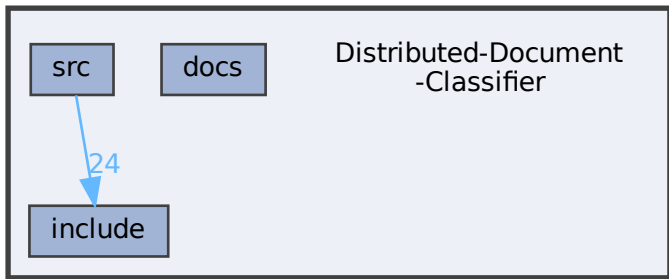 src
docs
Distributed-Document
-Classifier
24
include